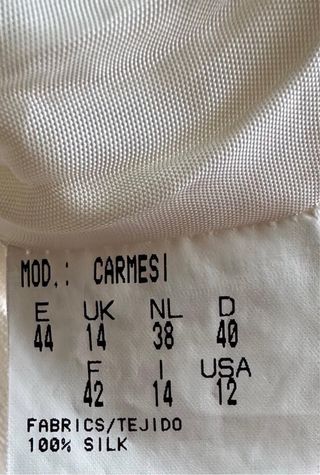 MOD.: CARMESI
E UK NL D
44 14 38 40
F I USA
42 14 12
FABRICS/TEJIDO
100% SILK